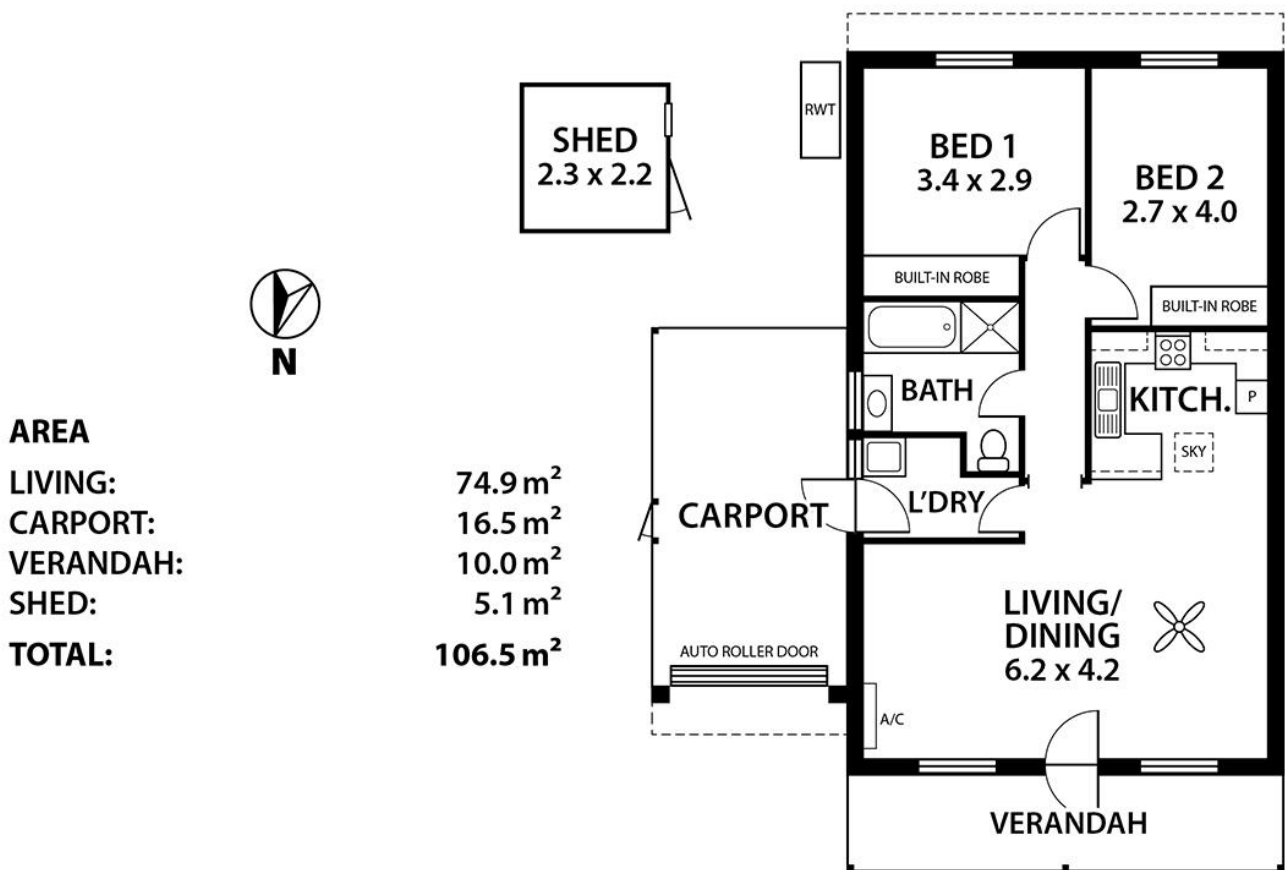 SHED
2.3 x 2.2
RWT
BED 1
3.4 x 2.9
BED 2
2.7 x 4.0
BUILT-IN ROBE
BUILT-IN ROBE
N
BATH
KITCH.
P
SKY
AREA
LIVING: 74.9 m²
CARPORT: 16.5 m²
VERANDAH: 10.0 m²
SHED: 5.1 m²
TOTAL: 106.5 m²
CARPORT
L'DRY
LIVING/
DINING
6.2 x 4.2
AUTO ROLLER DOOR
A/C
VERANDAH